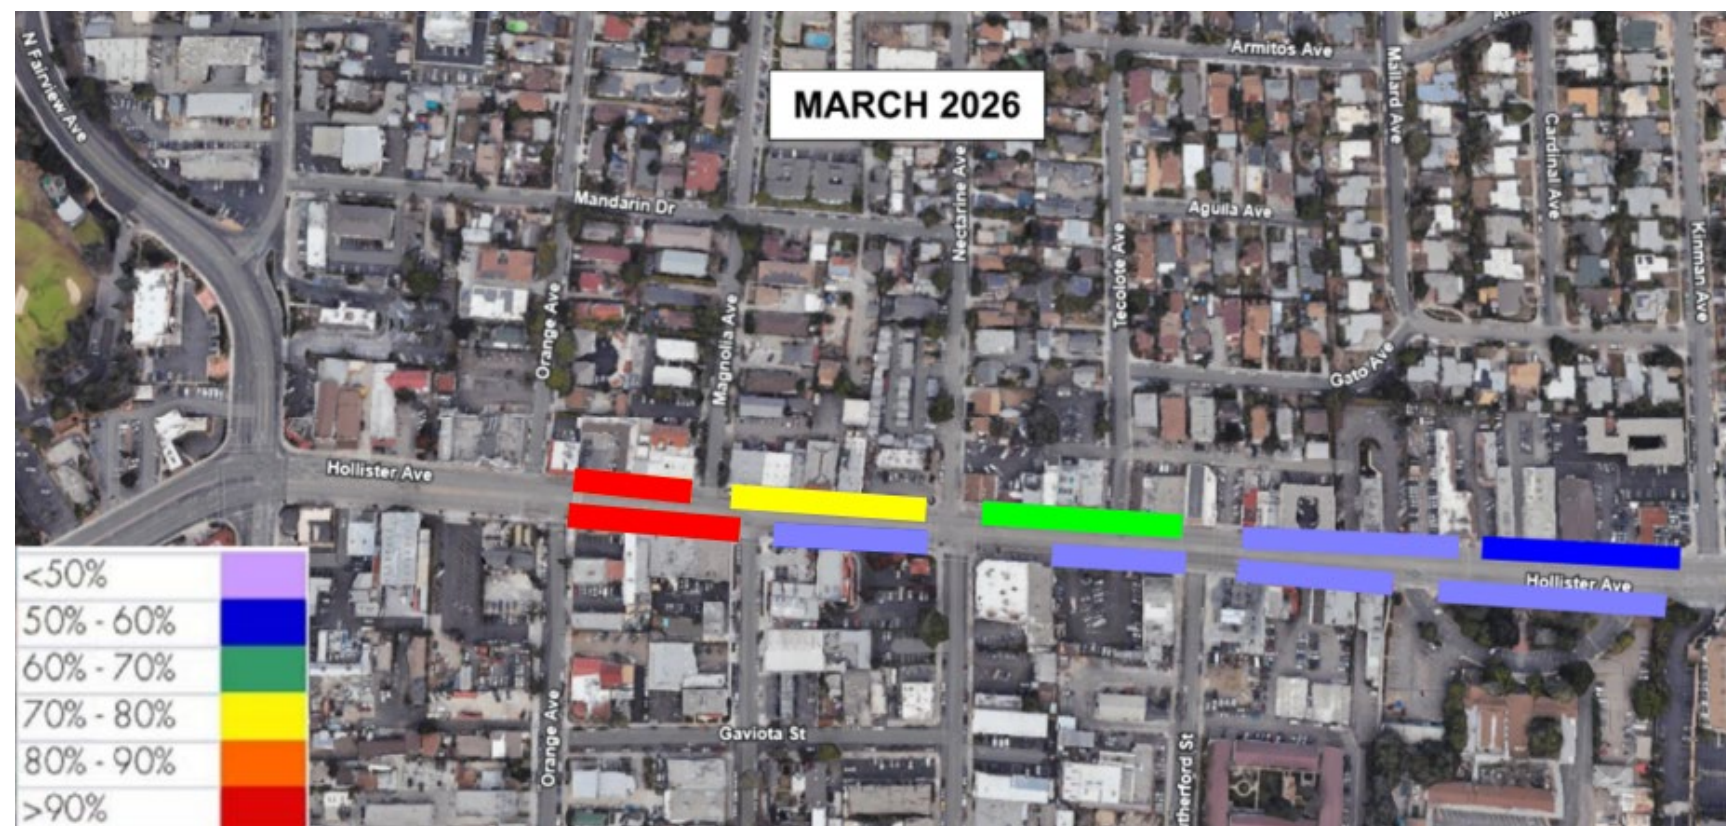 N Fairview Ave
MARCH 2026
Armitos Ave
Mallard Ave
Cardinal Ave
Kinman Ave
Mandarin Dr
Nectarine Ave
Aguila Ave
Tecolote Ave
Orange Ave
Magnolia Ave
Gato Ave
Hollister Ave
Hollister Ave
Orange Ave
Gaviota St
<50%
50% - 60%
60% - 70%
70% - 80%
80% - 90%
>90%